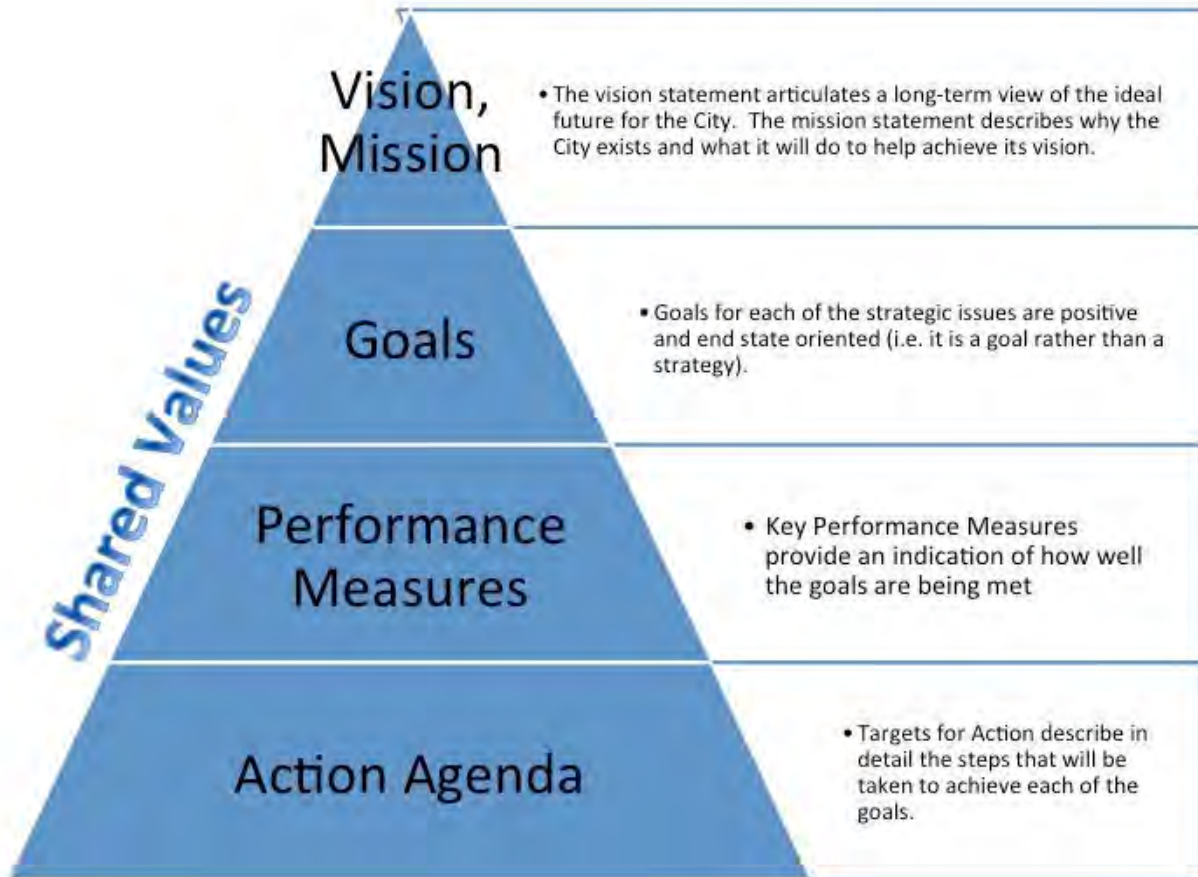 Vision,
Mission
• The vision statement articulates a long-term view of the ideal
future for the City.  The mission statement describes why the
City exists and what it will do to help achieve its vision.
Goals
• Goals for each of the strategic issues are positive
and end state oriented (i.e. it is a goal rather than a
strategy).
Shared Values
Performance
Measures
• Key Performance Measures
provide an indication of how well
the goals are being met
Action Agenda
• Targets for Action describe in
detail the steps that will be
taken to achieve each of the
goals.